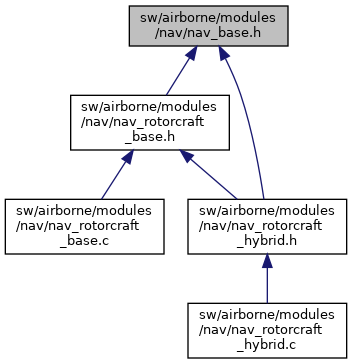 sw/airborne/modules
/nav/nav_base.h
sw/airborne/modules
/nav/nav_rotorcraft
_base.h
sw/airborne/modules
/nav/nav_rotorcraft
_base.c
sw/airborne/modules
/nav/nav_rotorcraft
_hybrid.h
sw/airborne/modules
/nav/nav_rotorcraft
_hybrid.c